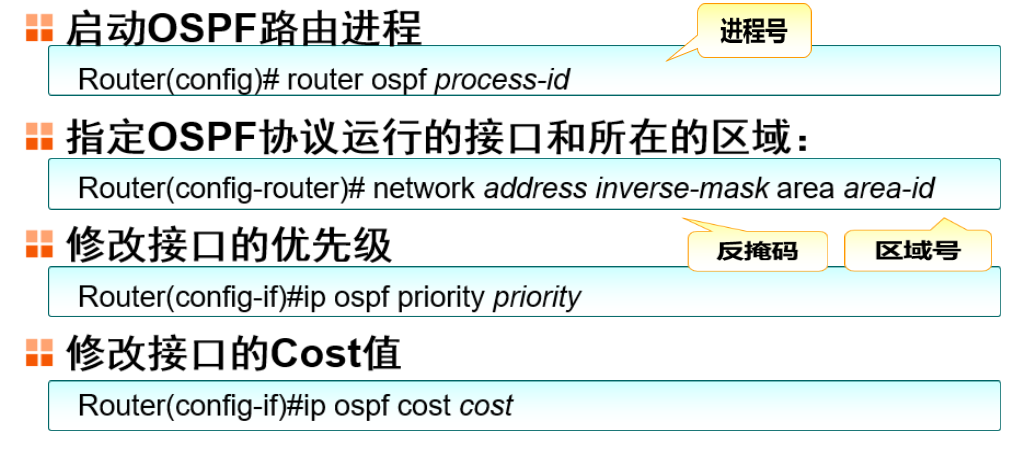 启动OSPF路由进程
进程号
Router(config)# router ospf process-id
指定OSPF协议运行的接口和所在的区域：
Router(config-router)# network address inverse-mask area area-id
修改接口的优先级
反掩码
区域号
Router(config-if)#ip ospf priority priority
修改接口的Cost值
Router(config-if)#ip ospf cost cost